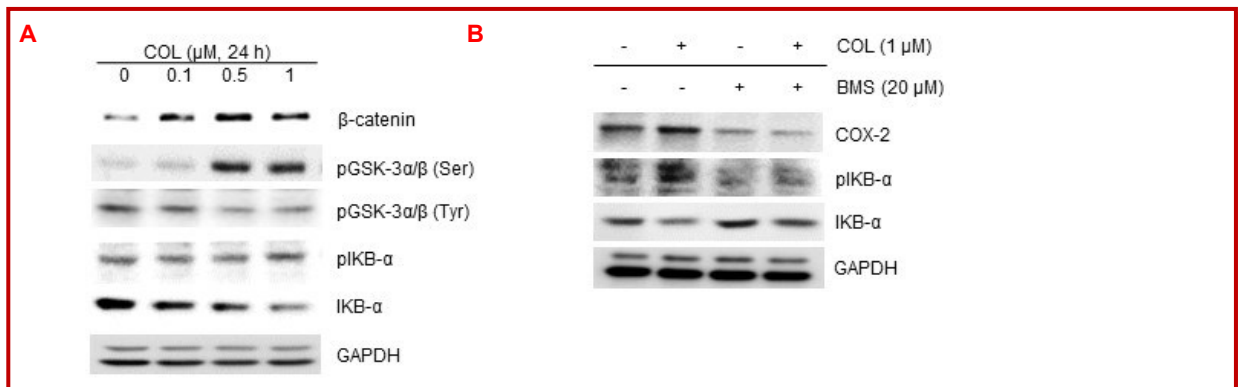 A
COL (µM, 24 h)
0 0.1 0.5 1
β-catenin
pGSK-3α/β (Ser)
pGSK-3α/β (Tyr)
pIKB-α
IKB-α
GAPDH
B
- + - + COL (1 µM)
- - + + BMS (20 µM)
COX-2
pIKB-α
IKB-α
GAPDH